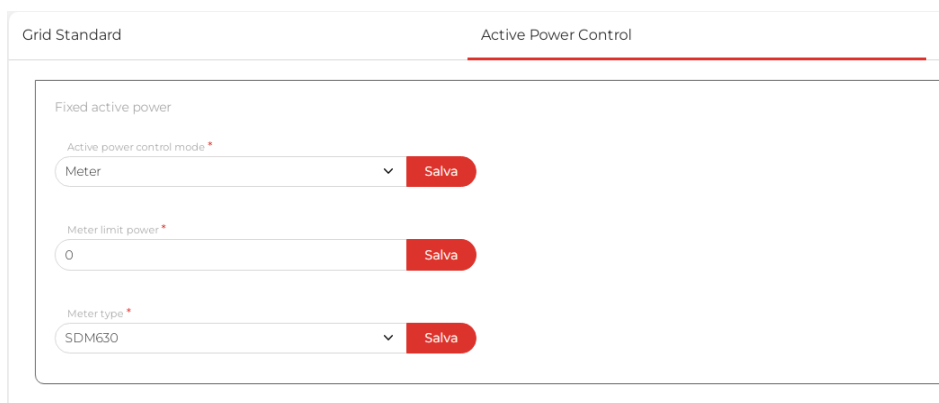 Grid Standard
Active Power Control
Fixed active power
Active power control mode *
Meter
Salva
Meter limit power *
0
Salva
Meter type *
SDM630
Salva